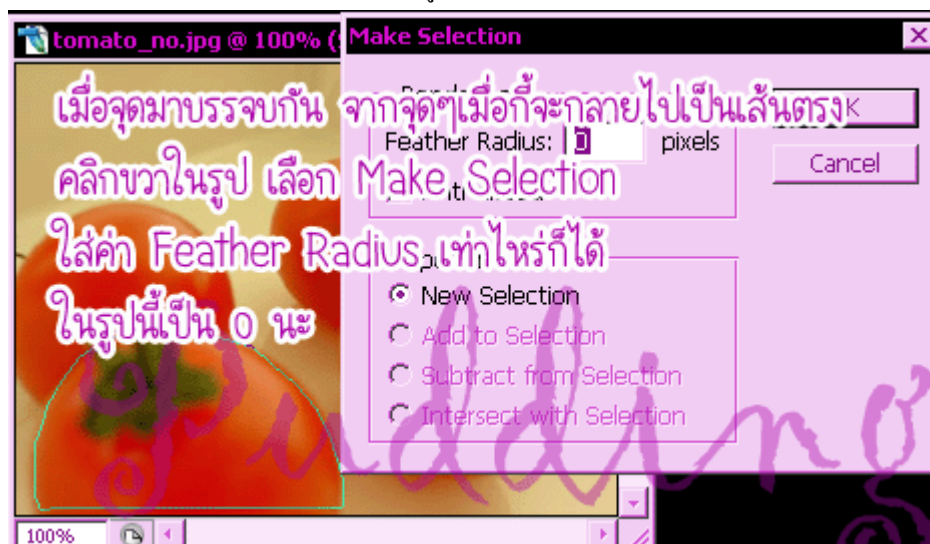 tomato_no.jpg @ 100% (
Make Selection
เมื่อจุดมาบรรจบกัน จากจุดๆเมื่อกี้จะกลายไปเป็นเส้นตรง
Feather Radius: 0 pixels
Cancel
คลิกขวาในรูป เลือก Make Selection
ใส่ค่า Feather Radius เท่าไหร่ก็ได้
New Selection
ในรูปนี้เป็น 0 นะ
Add to Selection
Subtract from Selection
Intersect with Selection
Pudding
100%